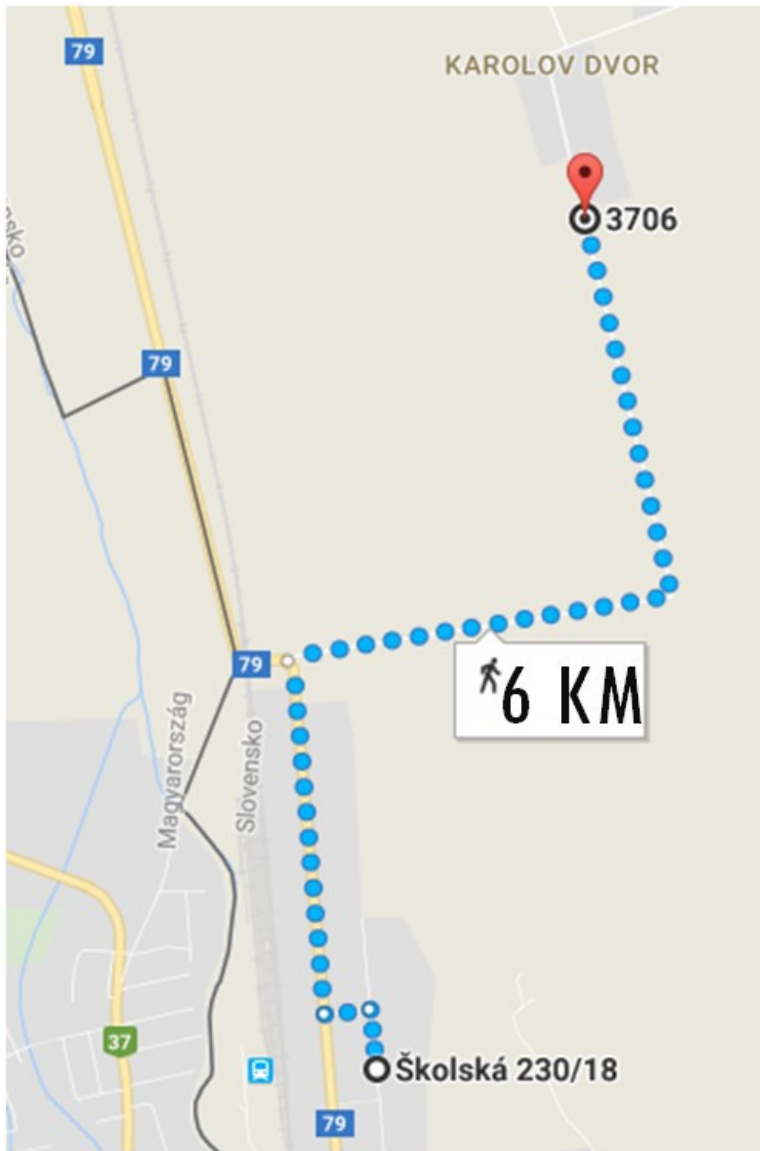 79
KAROLOV DVOR
3706
79
79
6 KM
Magyarország
Slovensko
37
Školská 230/18
79